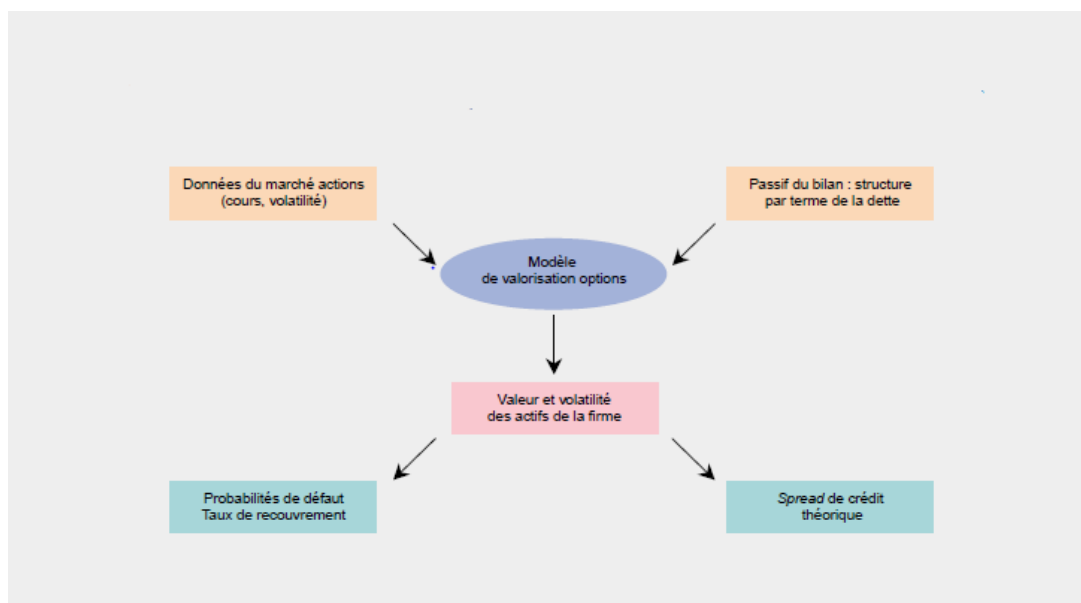 Données du marché actions
(cours, volatilité)
Passif du bilan : structure
par terme de la dette
Modèle
de valorisation options
Valeur et volatilité
des actifs de la firme
Probabilités de défaut
Taux de recouvrement
Spread de crédit
théorique